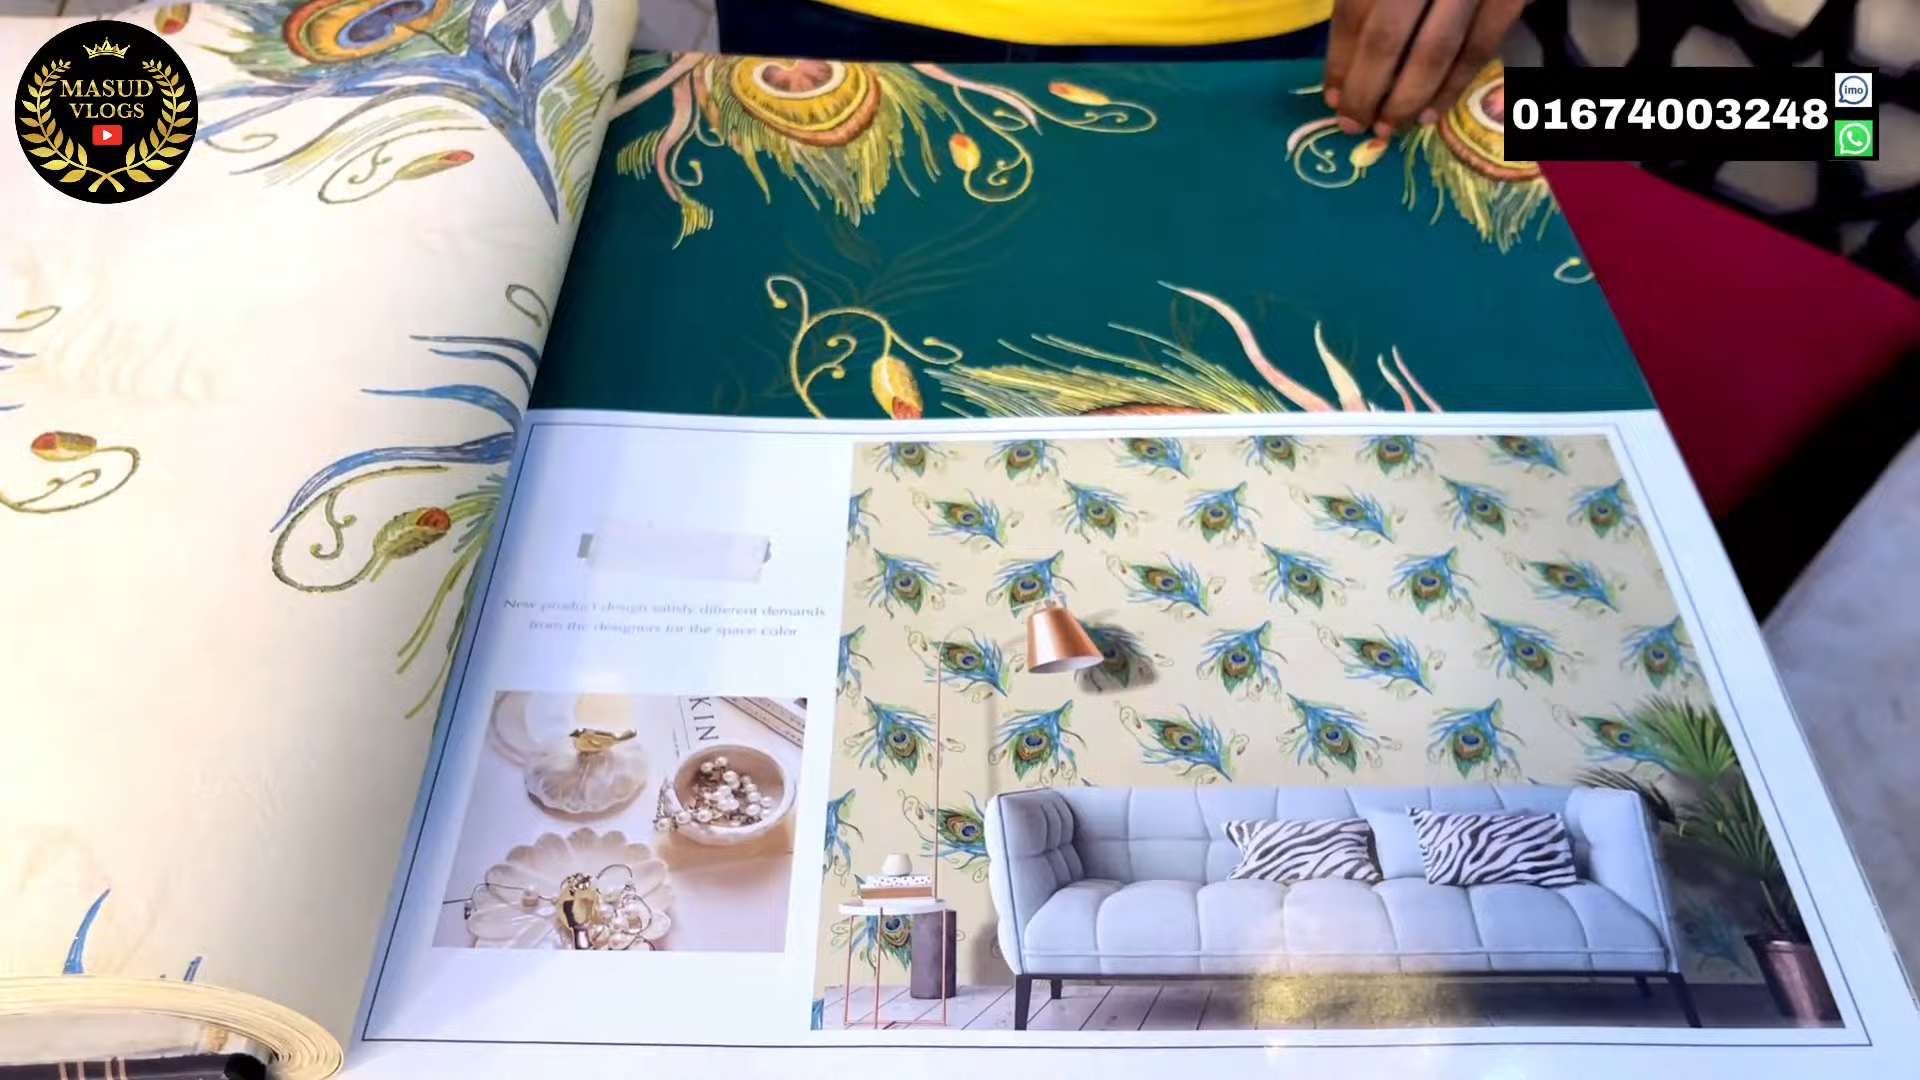 MASUD
VLOGS
01674003248
imo
New product design satisfy different demands
from the designers for the space color
KIN